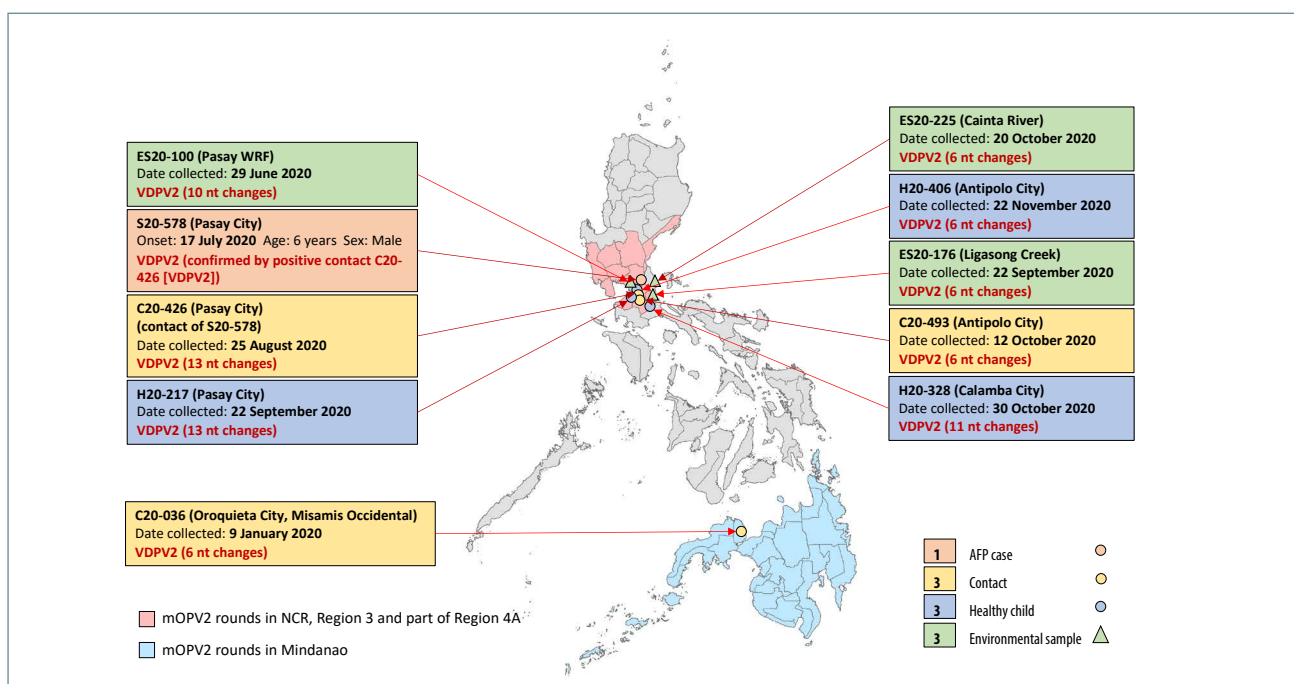 ES20-100 (Pasay WRF)
Date collected: 29 June 2020
VDPV2 (10 nt changes)
S20-578 (Pasay City)
Onset: 17 July 2020 Age: 6 years Sex: Male
VDPV2 (confirmed by positive contact C20-
426 [VDPV2])
C20-426 (Pasay City)
(contact of S20-578)
Date collected: 25 August 2020
VDPV2 (13 nt changes)
H20-217 (Pasay City)
Date collected: 22 September 2020
VDPV2 (13 nt changes)
C20-036 (Oroquieta City, Misamis Occidental)
Date collected: 9 January 2020
VDPV2 (6 nt changes)
ES20-225 (Cainta River)
Date collected: 20 October 2020
VDPV2 (6 nt changes)
H20-406 (Antipolo City)
Date collected: 22 November 2020
VDPV2 (6 nt changes)
ES20-176 (Ligasong Creek)
Date collected: 22 September 2020
VDPV2 (6 nt changes)
C20-493 (Antipolo City)
Date collected: 12 October 2020
VDPV2 (6 nt changes)
H20-328 (Calamba City)
Date collected: 30 October 2020
VDPV2 (11 nt changes)
mOPV2 rounds in NCR, Region 3 and part of Region 4A
mOPV2 rounds in Mindanao
1 AFP case
3 Contact
3 Healthy child
3 Environmental sample